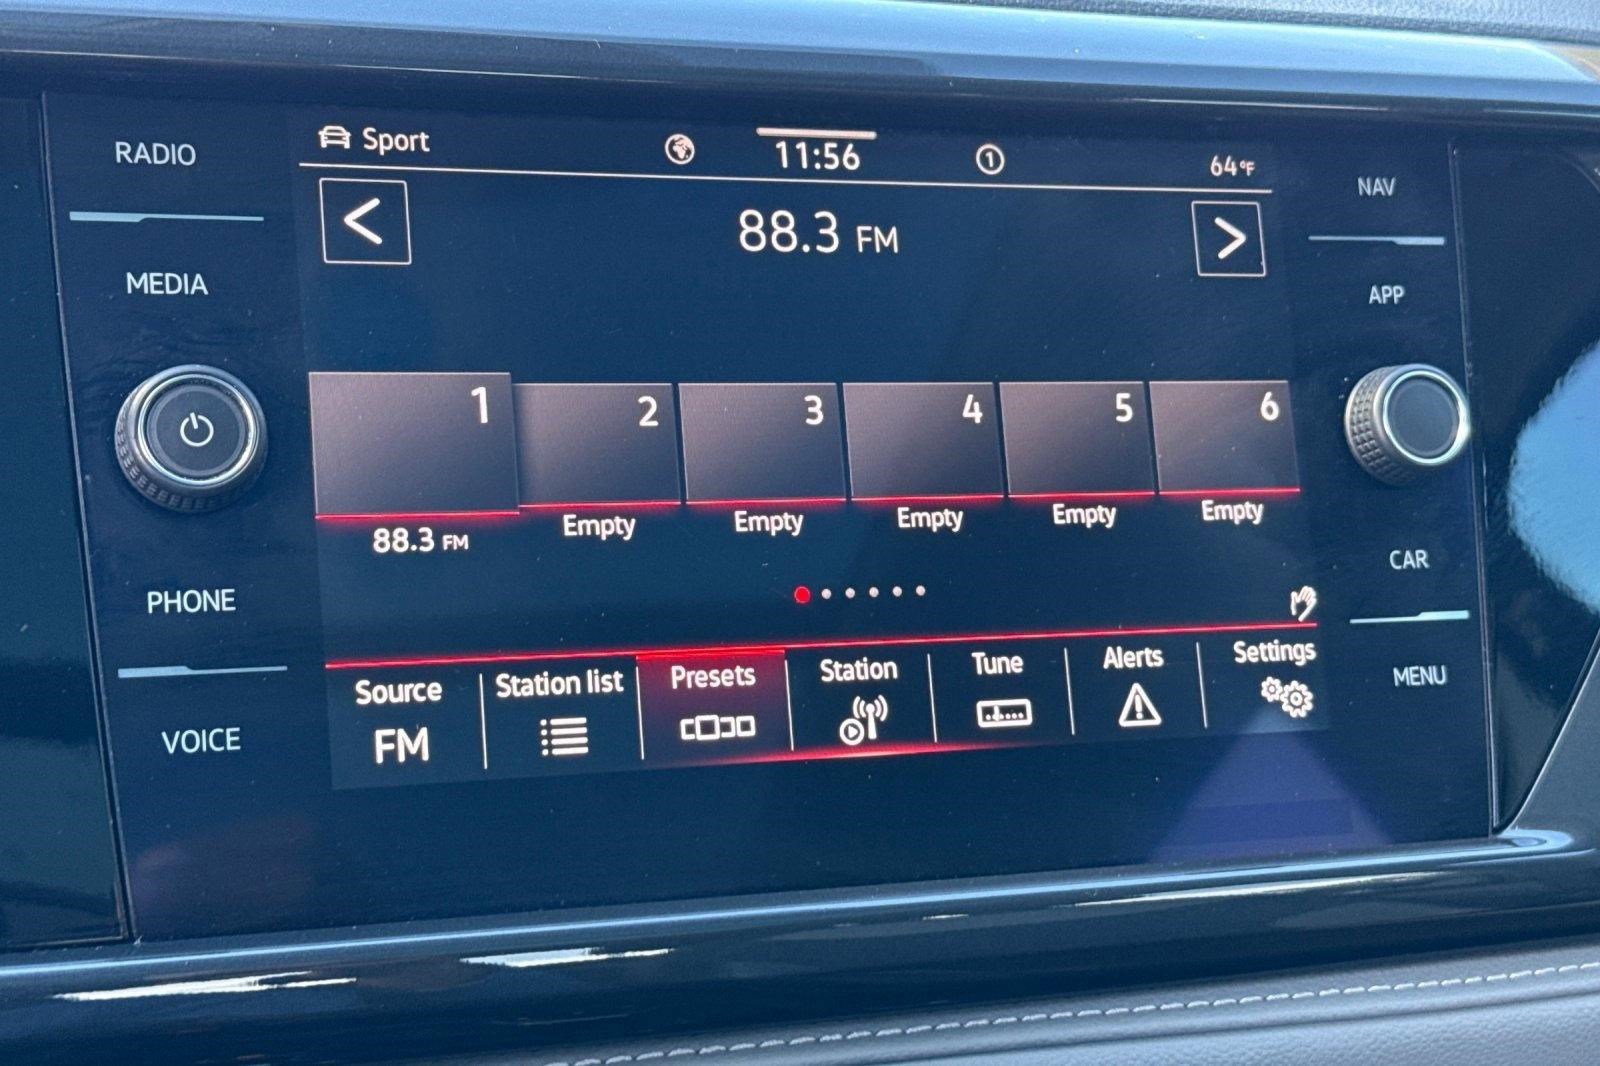 RADIO
MEDIA
PHONE
VOICE
Sport
11:56
1
64°F
< 88.3 FM >
1 2 3 4 5 6
88.3 FM Empty Empty Empty Empty Empty
Source Station list Presets Station Tune Alerts Settings
FM
NAV
APP
CAR
MENU